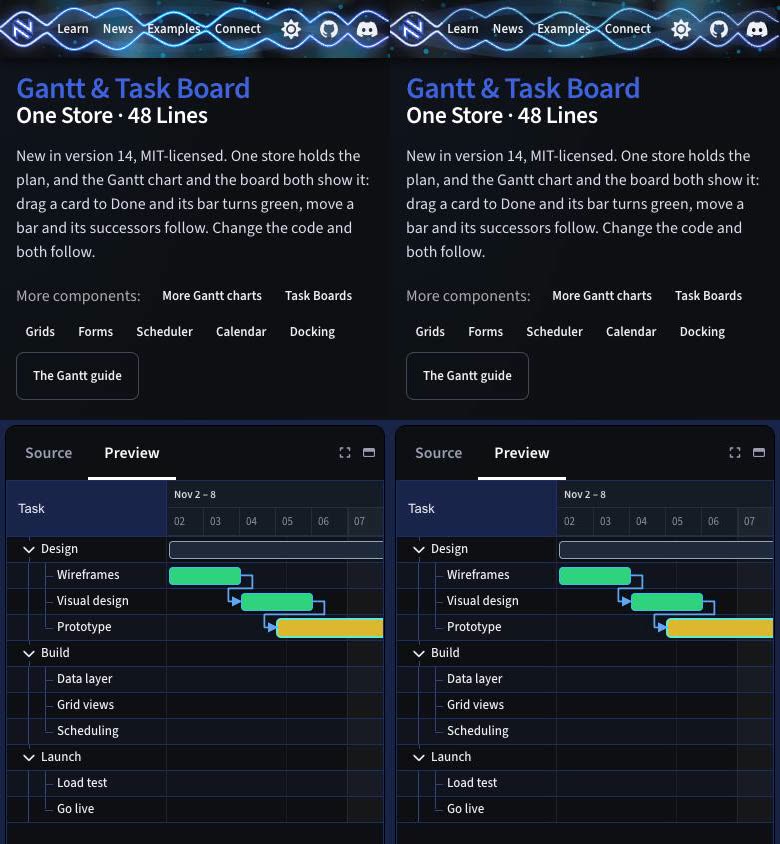 Learn News Examples Connect
Gantt & Task Board
One Store · 48 Lines
New in version 14, MIT-licensed. One store holds the
plan, and the Gantt chart and the board both show it:
drag a card to Done and its bar turns green, move a
bar and its successors follow. Change the code and
both follow.
More components: More Gantt charts Task Boards
Grids Forms Scheduler Calendar Docking
The Gantt guide
Source Preview
Task
Nov 2 – 8
02 03 04 05 06 07
Design
Wireframes
Visual design
Prototype
Build
Data layer
Grid views
Scheduling
Launch
Load test
Go live
Learn News Examples Connect
Gantt & Task Board
One Store · 48 Lines
New in version 14, MIT-licensed. One store holds the
plan, and the Gantt chart and the board both show it:
drag a card to Done and its bar turns green, move a
bar and its successors follow. Change the code and
both follow.
More components: More Gantt charts Task Boards
Grids Forms Scheduler Calendar Docking
The Gantt guide
Source Preview
Task
Nov 2 – 8
02 03 04 05 06 07
Design
Wireframes
Visual design
Prototype
Build
Data layer
Grid views
Scheduling
Launch
Load test
Go live